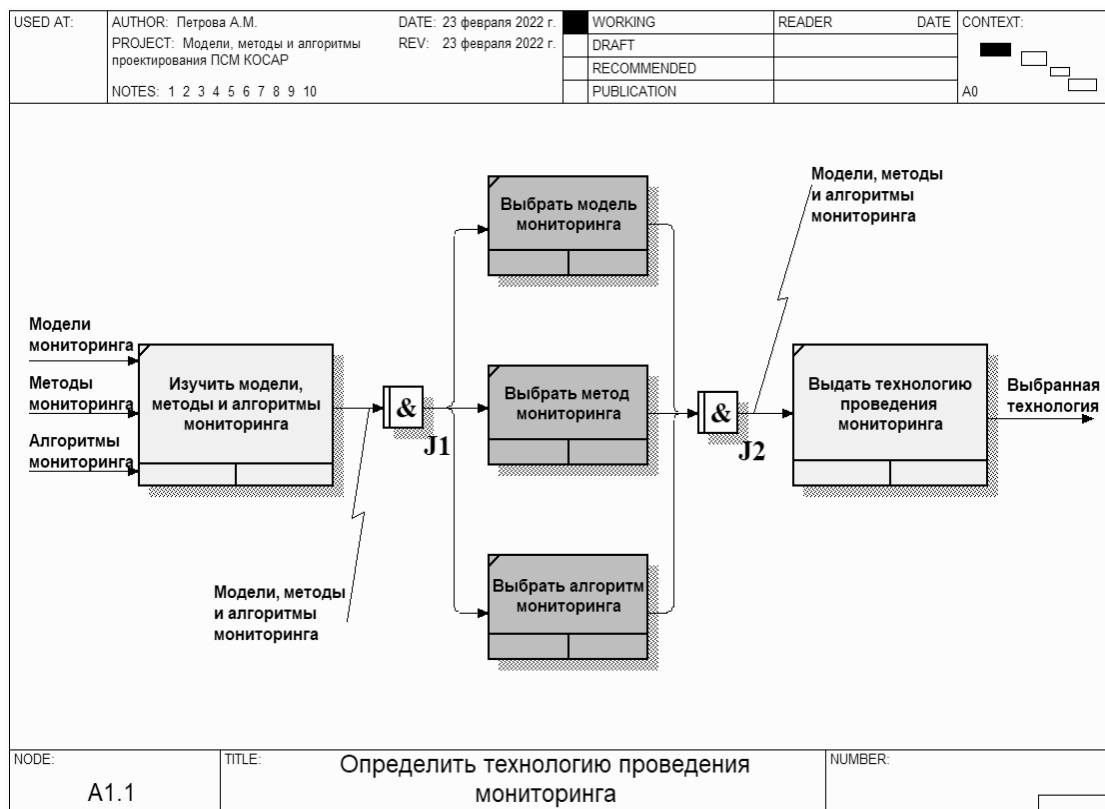 USED AT:
AUTHOR: Петрова А.М.
DATE: 23 февраля 2022 г.
WORKING
READER
DATE
CONTEXT:
PROJECT: Модели, методы и алгоритмы
проектирования ПСМ КОСАР
REV: 23 февраля 2022 г.
DRAFT
RECOMMENDED
NOTES: 1 2 3 4 5 6 7 8 9 10
PUBLICATION
A0
Модели, методы
и алгоритмы
мониторинга
Выбрать модель
мониторинга
Модели
мониторинга
Методы
мониторинга
Алгоритмы
мониторинга
Изучить модели,
методы и алгоритмы
мониторинга
&
J1
Выбрать метод
мониторинга
&
J2
Выдать технологию
проведения
мониторинга
Выбранная
технология
Модели, методы
и алгоритмы
мониторинга
Выбрать алгоритм
мониторинга
NODE:
A1.1
TITLE:
Определить технологию проведения
мониторинга
NUMBER: